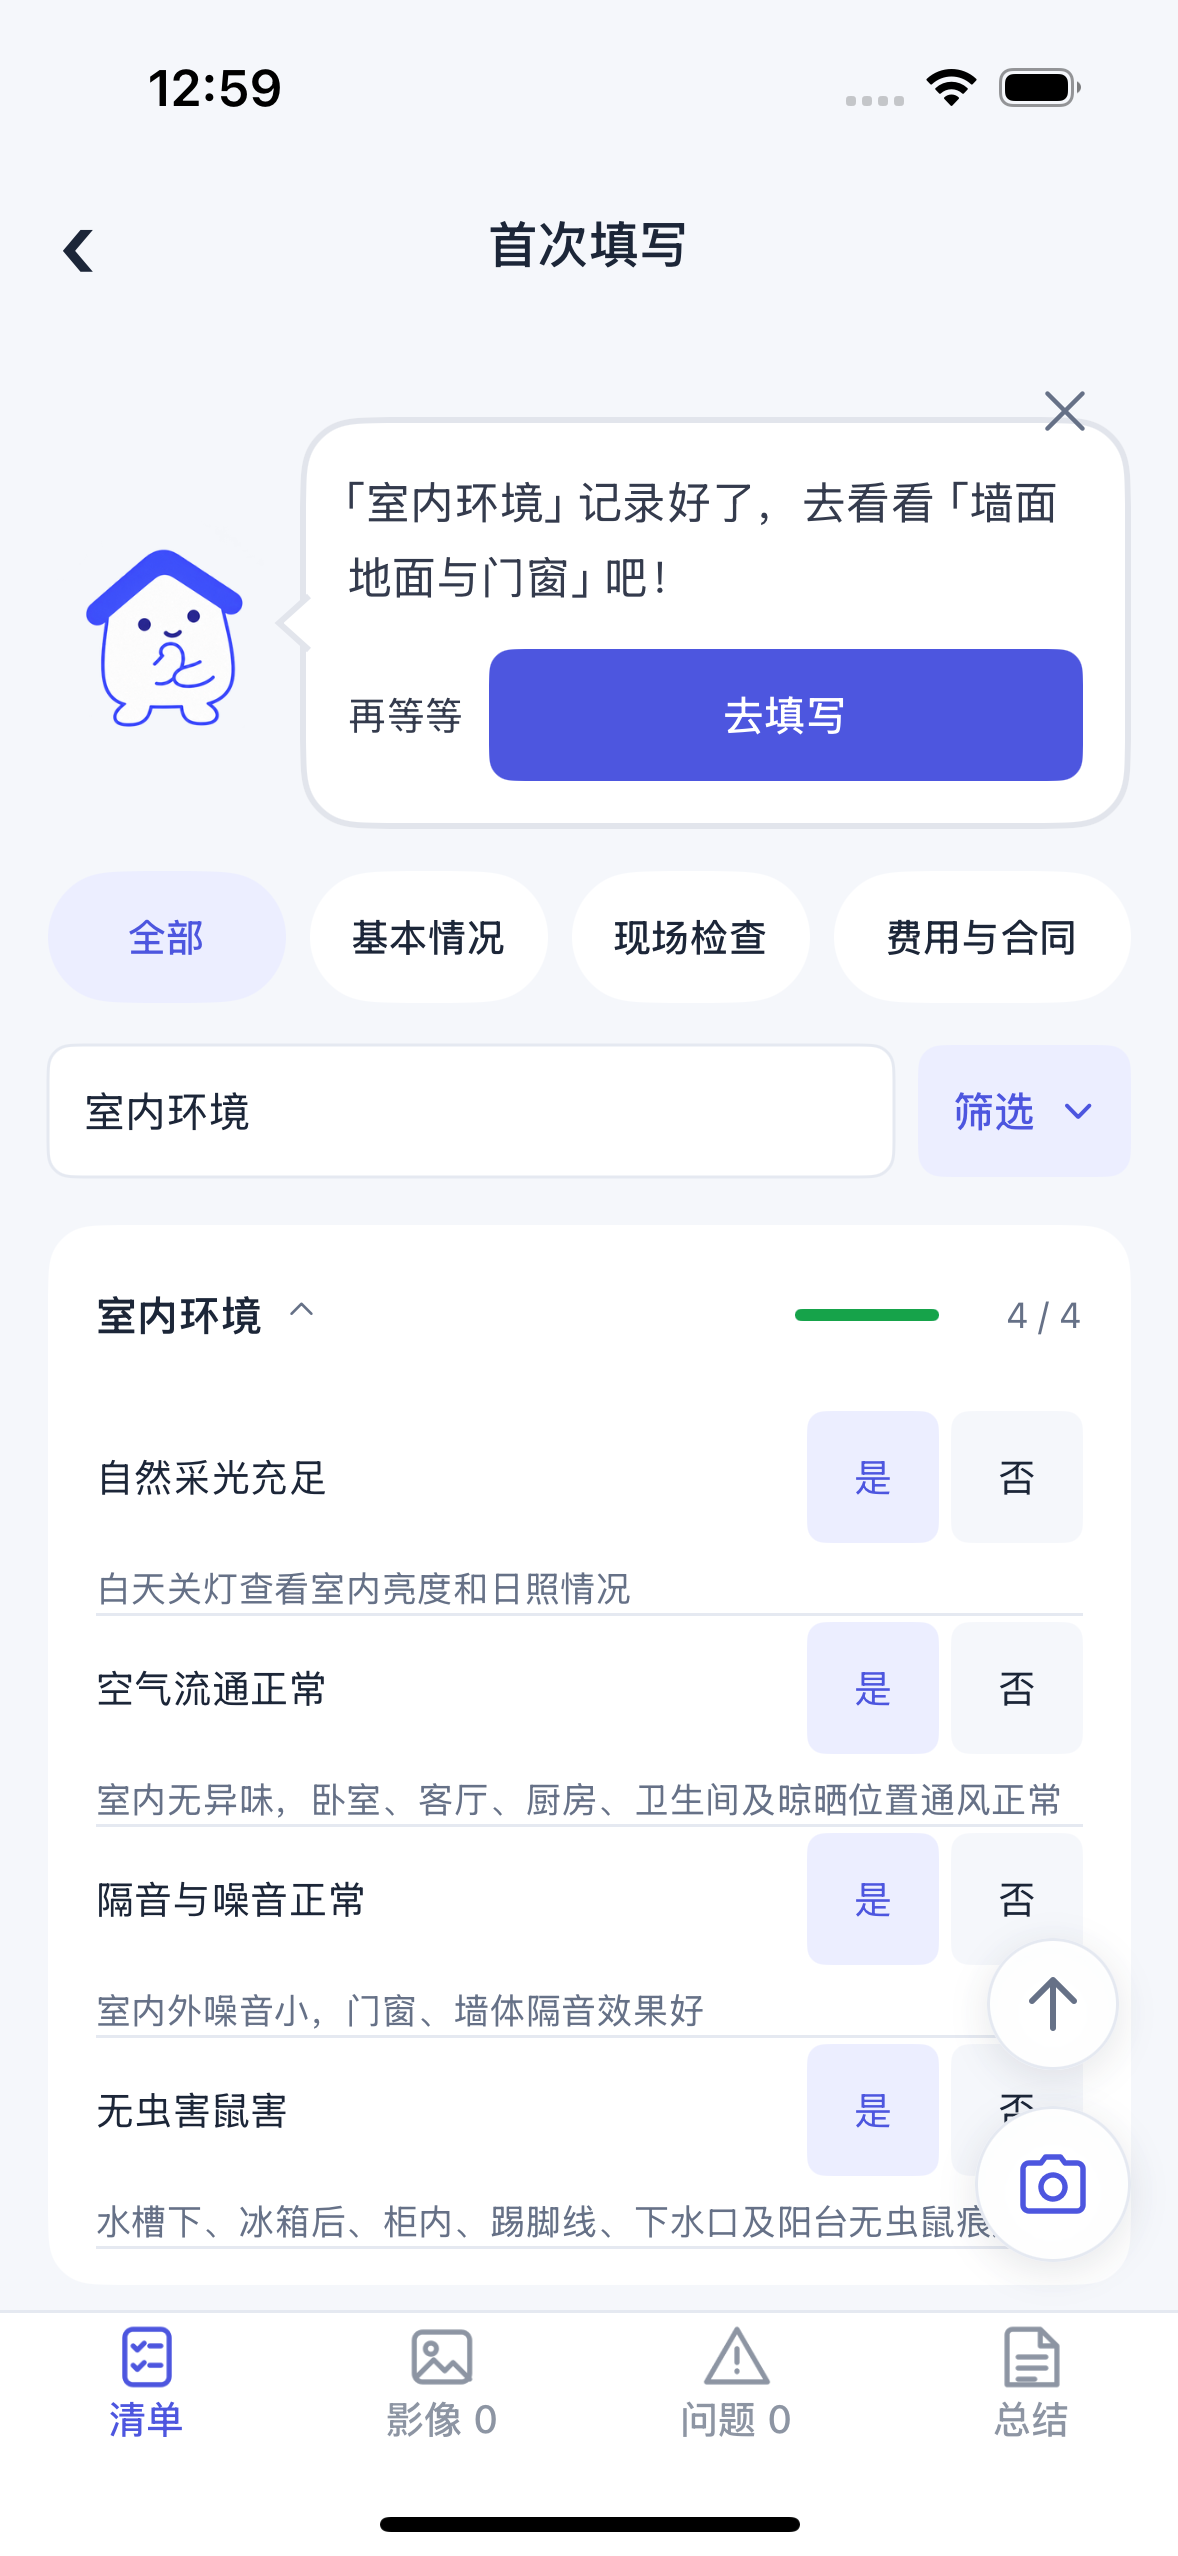 12:59
首次填写
「室内环境」记录好了，去看看「墙面
地面与门窗」吧！
再等等
去填写
全部
基本情况
现场检查
费用与合同
室内环境
筛选
室内环境
4 / 4
自然采光充足
是
否
白天关灯查看室内亮度和日照情况
空气流通正常
是
否
室内无异味，卧室、客厅、厨房、卫生间及晾晒位置通风正常
隔音与噪音正常
是
否
室内外噪音小，门窗、墙体隔音效果好
无虫害鼠害
是
否
水槽下、冰箱后、柜内、踢脚线、下水口及阳台无虫鼠痕
清单
影像 0
问题 0
总结